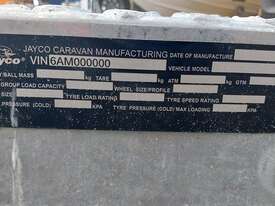 JAYCO CARAVAN MANUFACTURING DATE OF MANUFACTURE
yco VIN 6AM000000 VEHICLE MODEL
BALL MASS kg TARE kg ATM
GROUP LOAD CAPACITY kg WHEEL SIZE/PROFILE GTM
SIZE TYRE LOAD RATING TYRE SPEED RATING
PRESSURE (COLD) KPA TYRE PRESSURE (COLD) MAX LOADING KPA